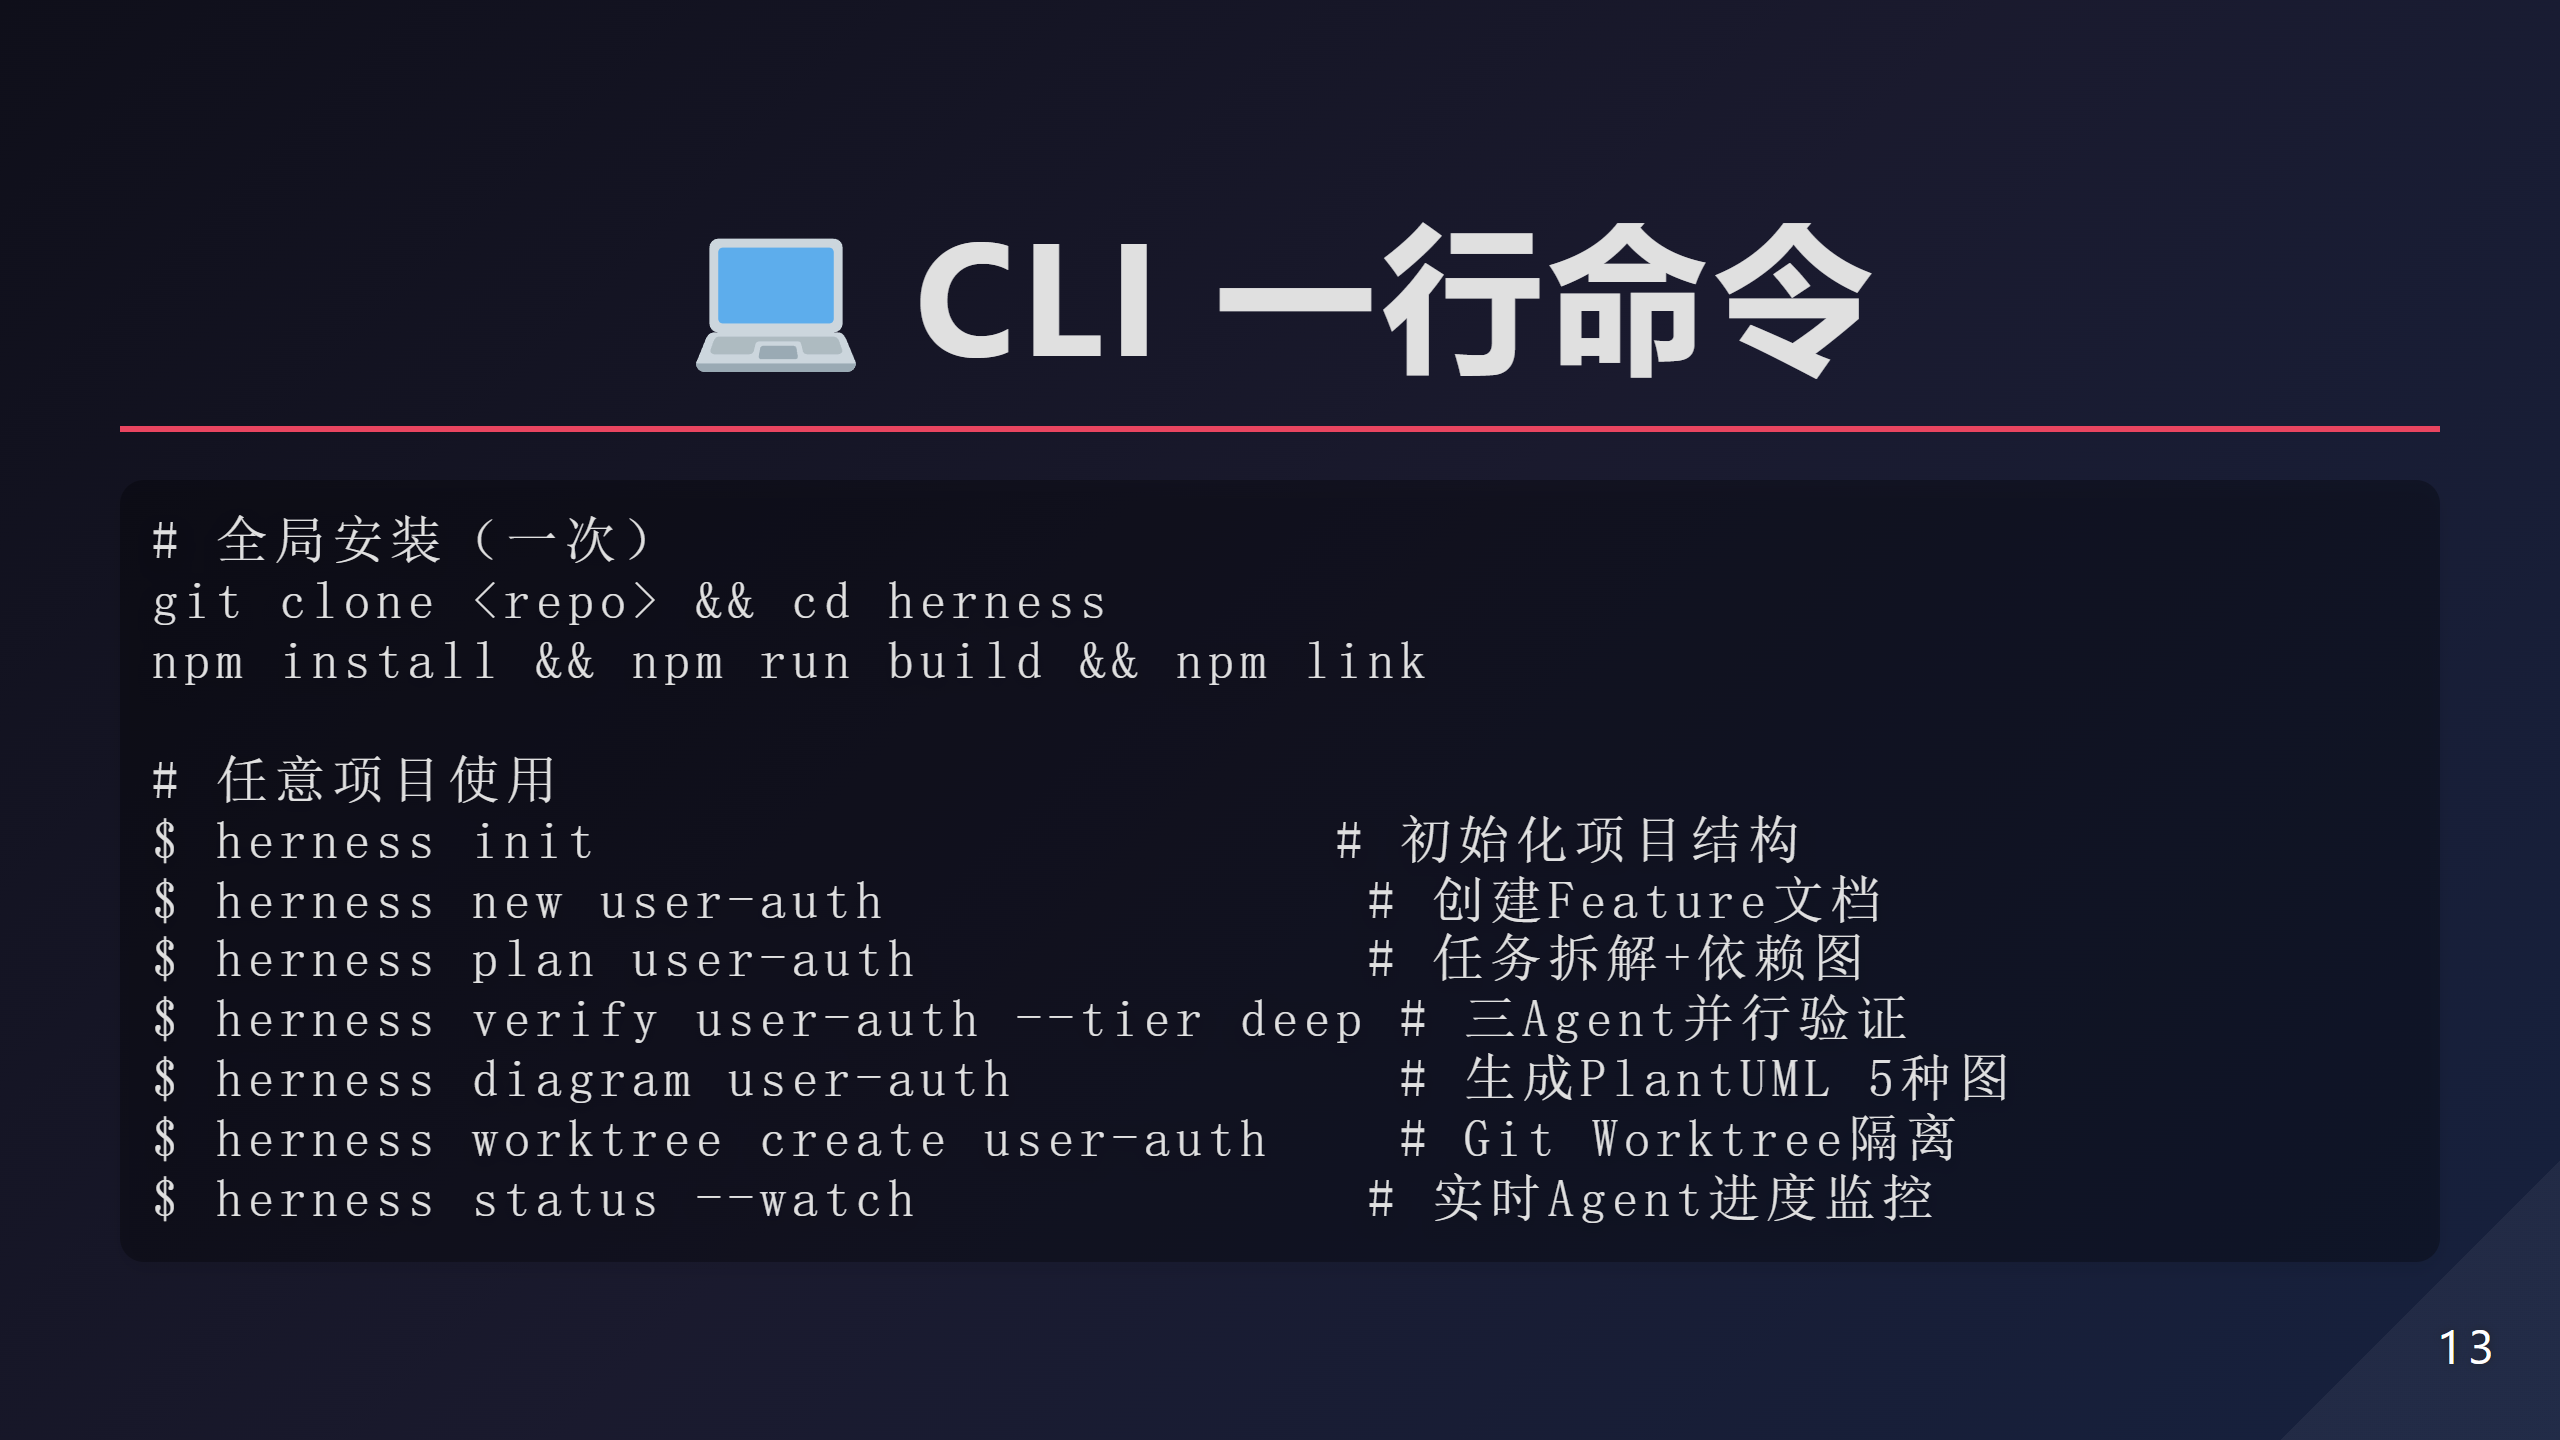 💻 CLI 一行命令
# 全局安装（一次）
git clone <repo> && cd herness
npm install && npm run build && npm link
# 任意项目使用
$ herness init                       # 初始化项目结构
$ herness new user-auth               # 创建Feature文档
$ herness plan user-auth              # 任务拆解+依赖图
$ herness verify user-auth --tier deep # 三Agent并行验证
$ herness diagram user-auth            # 生成PlantUML 5种图
$ herness worktree create user-auth    # Git Worktree隔离
$ herness status --watch              # 实时Agent进度监控
13